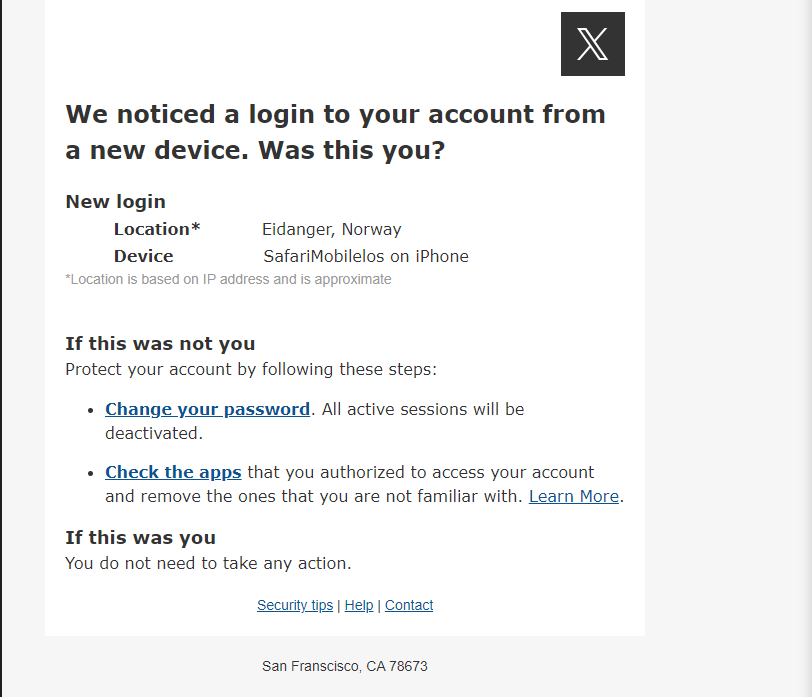 We noticed a login to your account from
a new device. Was this you?
New login
Location* Eidanger, Norway
Device SafariMobilelos on iPhone
*Location is based on IP address and is approximate
If this was not you
Protect your account by following these steps:
• Change your password. All active sessions will be
deactivated.
• Check the apps that you authorized to access your account
and remove the ones that you are not familiar with. Learn More.
If this was you
You do not need to take any action.
Security tips | Help | Contact
San Franscisco, CA 78673